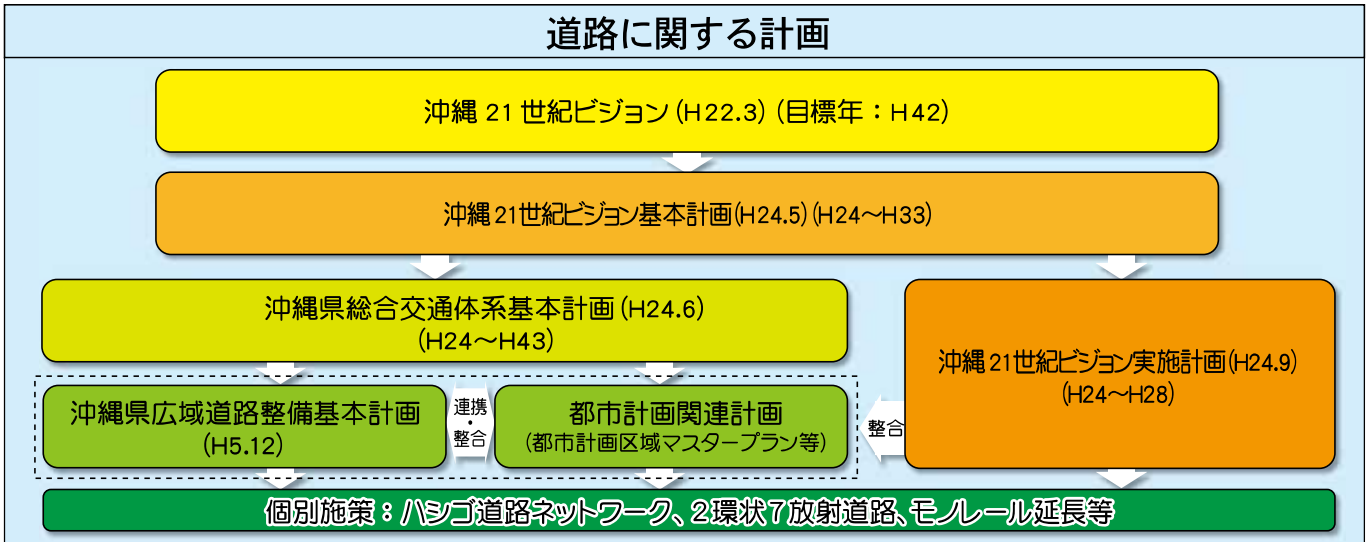 道路に関する計画
沖縄21世紀ビジョン(H22.3)(目標年：H42)
沖縄21世紀ビジョン基本計画(H24.5)(H24～H33)
沖縄県総合交通体系基本計画(H24.6)
(H24～H43)
沖縄21世紀ビジョン実施計画(H24.9)
(H24～H28)
沖縄県広域道路整備基本計画
(H5.12)
連携
・
整合
都市計画関連計画
(都市計画区域マスタープラン等)
整合
個別施策：ハシゴ道路ネットワーク、2環状7放射道路、モノレール延長等